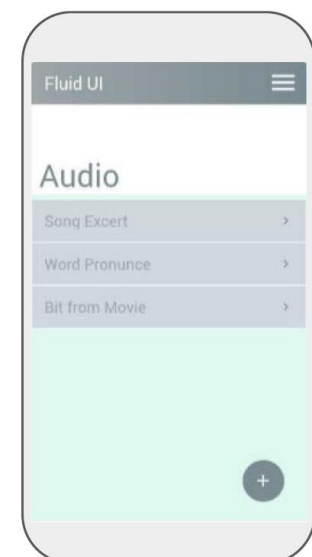 Fluid UI
Audio
Song Excert
Word Pronunce
Bit from Movie
+